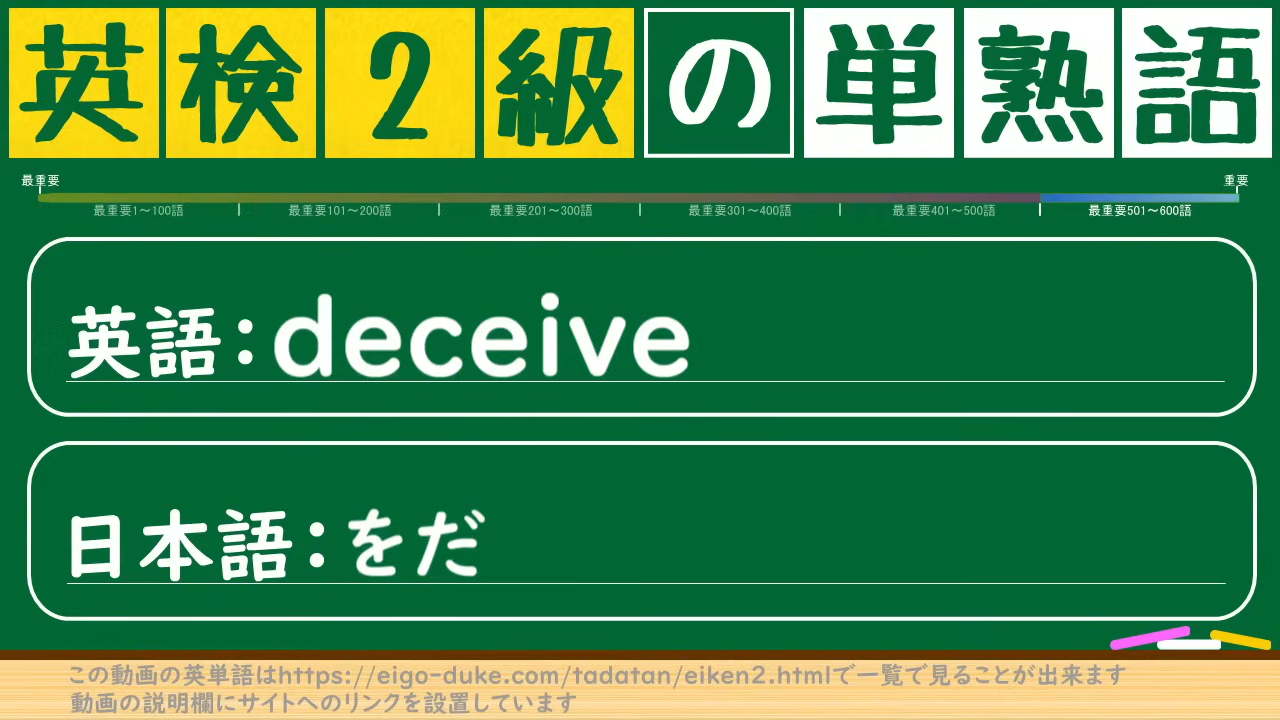 英検2級の単熟語
最重要 重要
最重要1～100語 最重要101～200語 最重要201～300語 最重要301～400語 最重要401～500語 最重要501～600語
英語：deceive
日本語：をだ
この動画の英単語はhttps://eigo-duke.com/tadatan/eiken2.htmlで一覧で見ることが出来ます
動画の説明欄にサイトへのリンクを設置しています